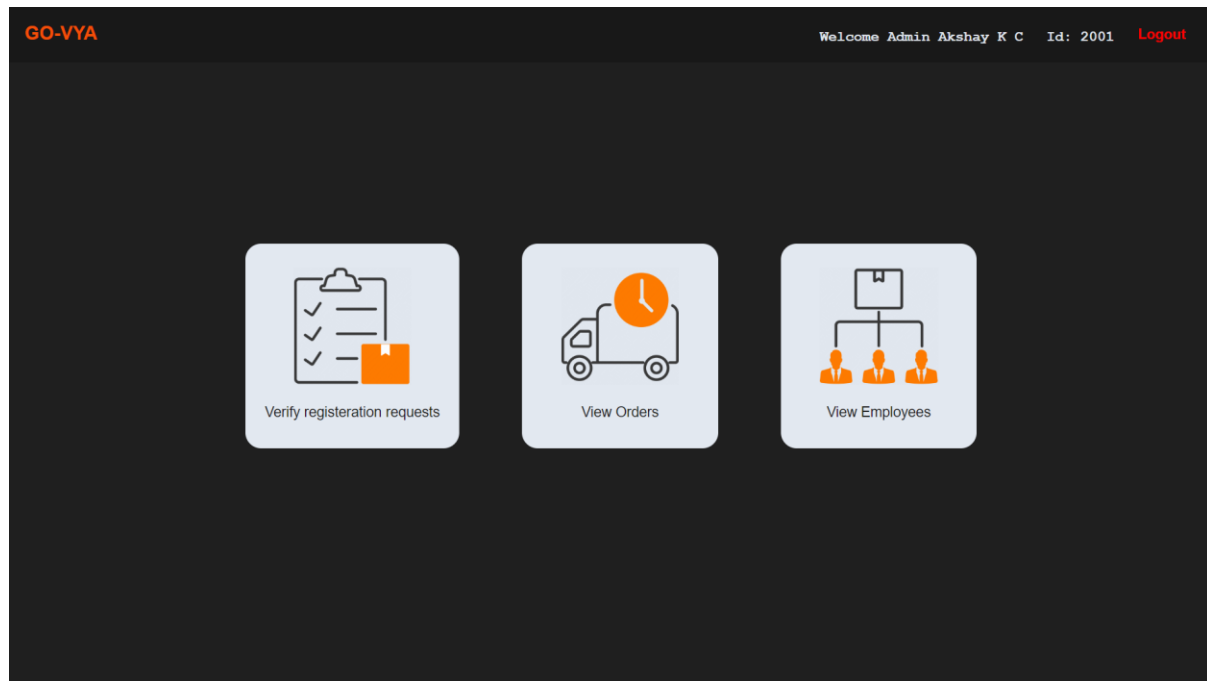 GO-VYA
Welcome Admin Akshay K C Id: 2001 Logout
Verify registeration requests
View Orders
View Employees